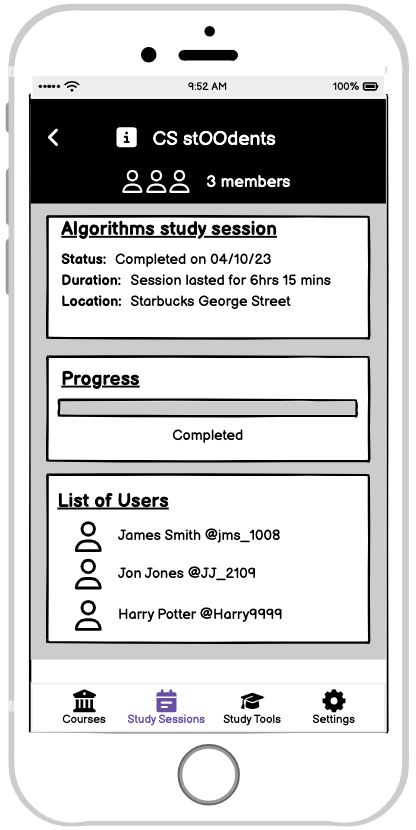 9:52 AM 100%
i CS stOOdents
3 members
Algorithms study session
Status: Completed on 04/10/23
Duration: Session lasted for 6hrs 15 mins
Location: Starbucks George Street
Progress
Completed
List of Users
James Smith @jms_1008
Jon Jones @JJ_2109
Harry Potter @Harry9999
Courses Study Sessions Study Tools Settings